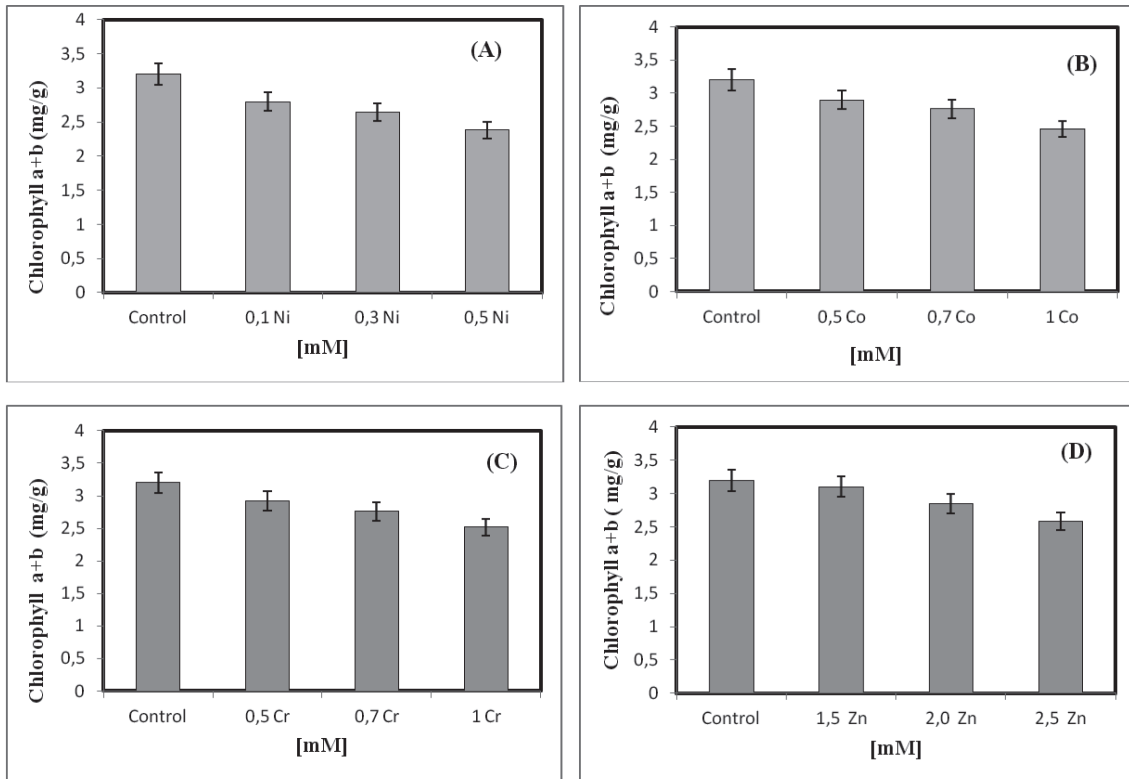 (A)
Chlorophyll a+b (mg/g)
4
3,5
3
2,5
2
1,5
1
0,5
0
Control 0,1 Ni 0,3 Ni 0,5 Ni
[mM]
(B)
Chlorophyll a+b (mg/g)
4
3,5
3
2,5
2
1,5
1
0,5
0
Control 0,5 Co 0,7 Co 1 Co
[mM]
(C)
Chlorophyll a+b (mg/g)
4
3,5
3
2,5
2
1,5
1
0,5
0
Control 0,5 Cr 0,7 Cr 1 Cr
[mM]
(D)
Chlorophyll a+b ( mg/g)
4
3,5
3
2,5
2
1,5
1
0,5
0
Control 1,5 Zn 2,0 Zn 2,5 Zn
[mM]